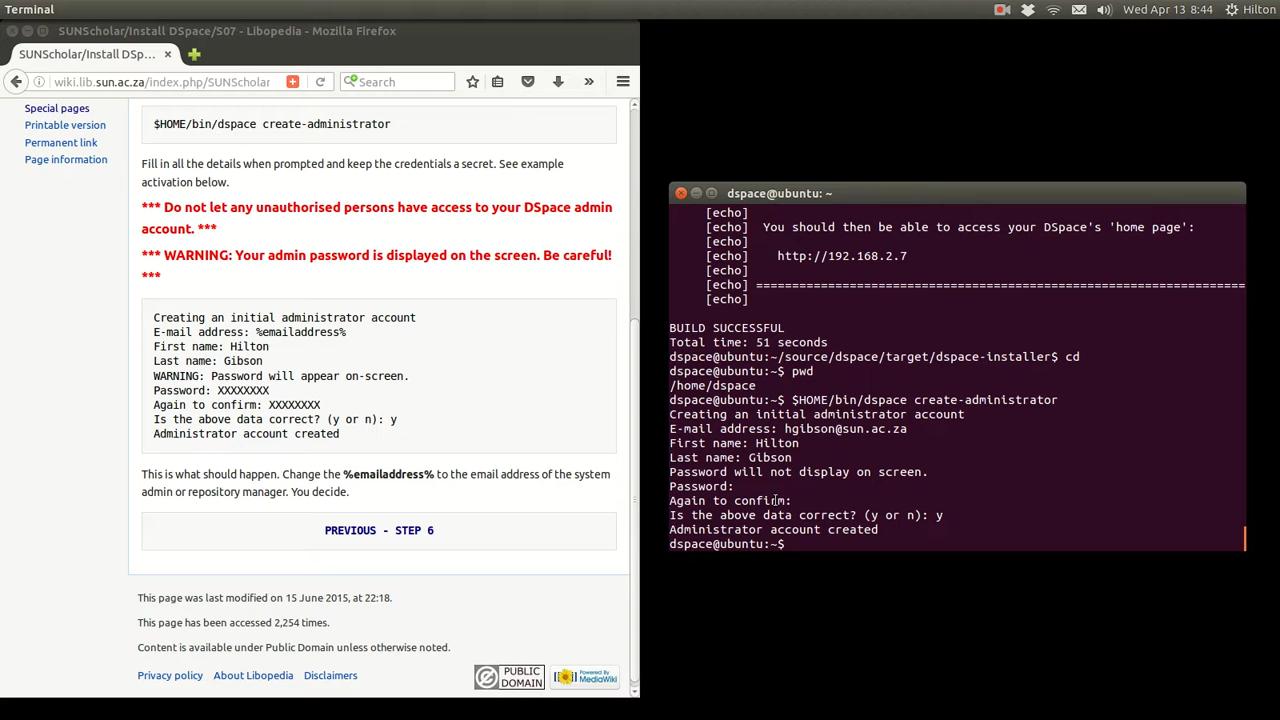 Terminal
Wed Apr 13 8:44
Hilton
SUNScholar/Install DSpace/S07 - Libopedia - Mozilla Firefox
SUNScholar/Install DSp...
wiki.lib.sun.ac.za/index.php/SUNScholar
Search
Special pages
Printable version
Permanent link
Page information
$HOME/bin/dspace create-administrator
Fill in all the details when prompted and keep the credentials a secret. See example
activation below.
*** Do not let any unauthorised persons have access to your DSpace admin
account. ***
*** WARNING: Your admin password is displayed on the screen. Be careful!
***
Creating an initial administrator account
E-mail address: %emailaddress%
First name: Hilton
Last name: Gibson
WARNING: Password will appear on-screen.
Password: XXXXXXXX
Again to confirm: XXXXXXXX
Is the above data correct? (y or n): y
Administrator account created
This is what should happen. Change the %emailaddress% to the email address of the system
admin or repository manager. You decide.
PREVIOUS - STEP 6
This page was last modified on 15 June 2015, at 22:18.
This page has been accessed 2,254 times.
Content is available under Public Domain unless otherwise noted.
Privacy policy
About Libopedia
Disclaimers
PUBLIC
DOMAIN
Powered By
MediaWiki
dspace@ubuntu: ~
[echo]
[echo] You should then be able to access your DSpace's 'home page':
[echo]
[echo] http://192.168.2.7
[echo]
[echo] ====================================================================
[echo]
BUILD SUCCESSFUL
Total time: 51 seconds
dspace@ubuntu:~/source/dspace/target/dspace-installer$ cd
dspace@ubuntu:~$ pwd
/home/dspace
dspace@ubuntu:~$ $HOME/bin/dspace create-administrator
Creating an initial administrator account
E-mail address: hgibson@sun.ac.za
First name: Hilton
Last name: Gibson
Password will not display on screen.
Password:
Again to confirm:
Is the above data correct? (y or n): y
Administrator account created
dspace@ubuntu:~$